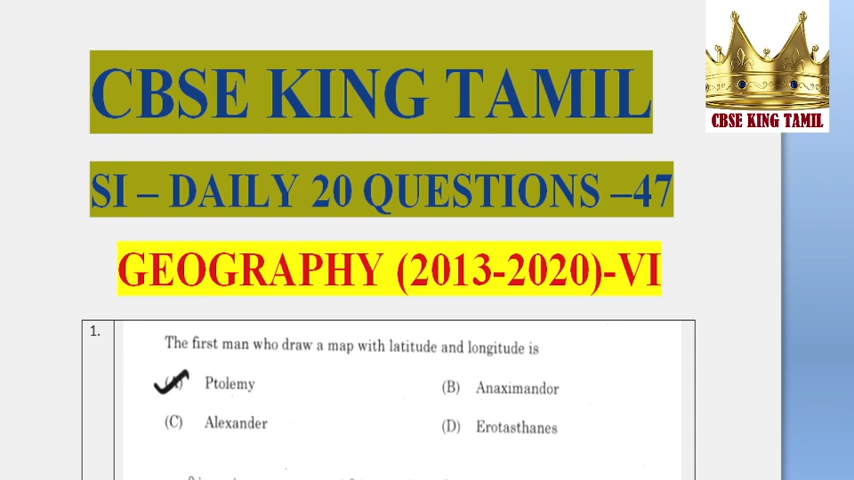 CBSE KING TAMIL
CBSE KING TAMIL
SI – DAILY 20 QUESTIONS –47
GEOGRAPHY (2013-2020)-VI
1.
The first man who draw a map with latitude and longitude is
Ptolemy
(B) Anaximandor
(C) Alexander
(D) Erotasthanes